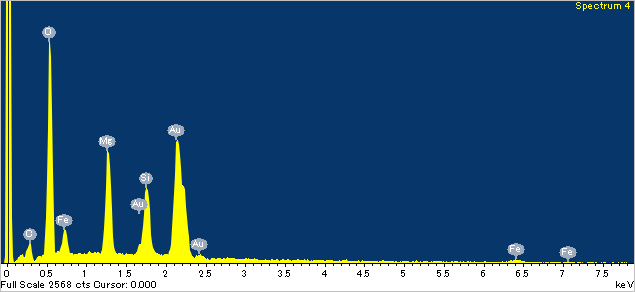 Spectrum 4
O
Mg
Au
Si
Au
Fe
Au
Fe
Fe
0 0.5 1 1.5 2 2.5 3 3.5 4 4.5 5 5.5 6 6.5 7 7.5
Full Scale 2568 cts Cursor: 0.000 keV